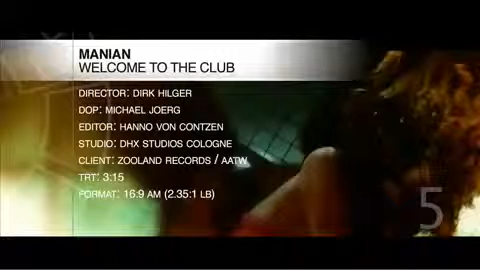 MANIAN
WELCOME TO THE CLUB
DIRECTOR: DIRK HILGER
DOP: MICHAEL JOERG
EDITOR: HANNO VON CONTZEN
STUDIO: DHX STUDIOS COLOGNE
CLIENT: ZOOLAND RECORDS / AATW
TRT: 3:15
FORMAT: 16:9 AM (2.35:1 LB)
5